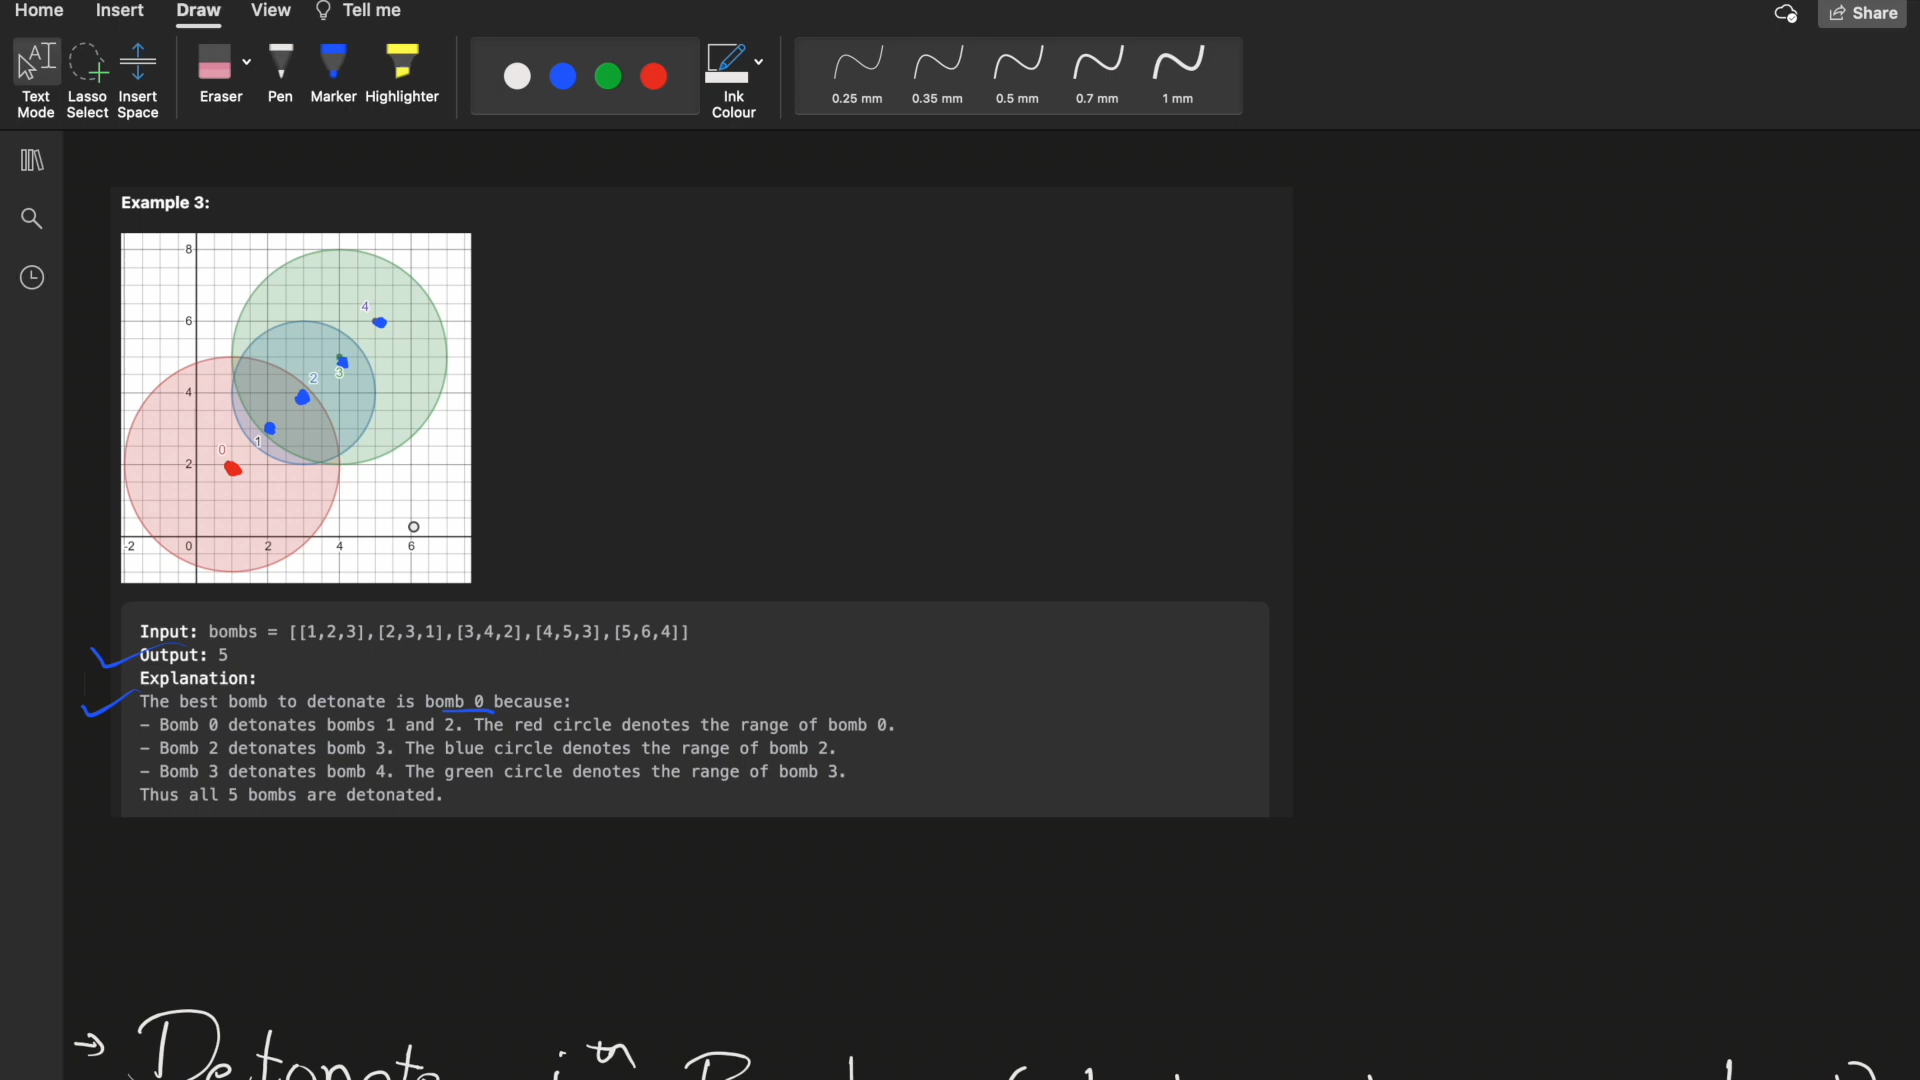 Home Insert Draw View Tell me Share
Text Mode Lasso Select Insert Space Eraser Pen Marker Highlighter Ink Colour 0.25 mm 0.35 mm 0.5 mm 0.7 mm 1 mm
Example 3:
8
6
4
2
-2 0 2 4 6
0
1
2
3
4
Input: bombs = [[1,2,3],[2,3,1],[3,4,2],[4,5,3],[5,6,4]]
Output: 5
Explanation:
The best bomb to detonate is bomb 0 because:
- Bomb 0 detonates bombs 1 and 2. The red circle denotes the range of bomb 0.
- Bomb 2 detonates bomb 3. The blue circle denotes the range of bomb 2.
- Bomb 3 detonates bomb 4. The green circle denotes the range of bomb 3.
Thus all 5 bombs are detonated.
→ Detonate ith